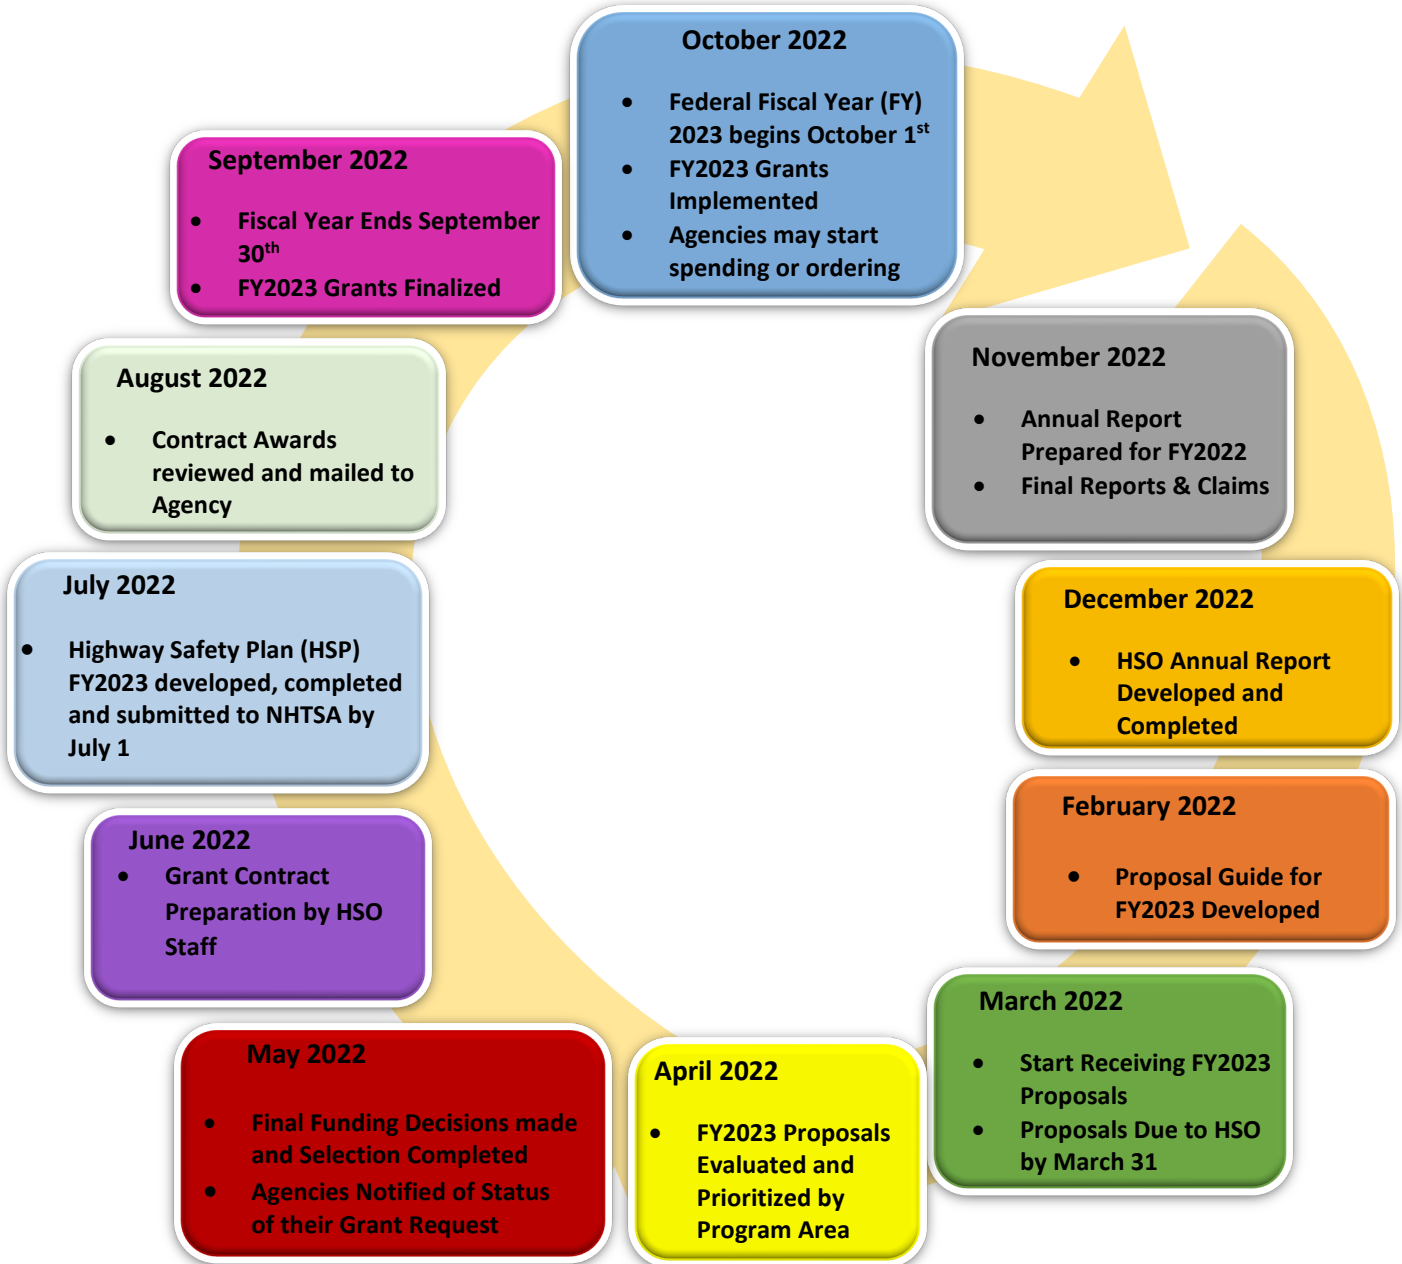 October 2022
• Federal Fiscal Year (FY)
2023 begins October 1st
• FY2023 Grants
Implemented
• Agencies may start
spending or ordering
November 2022
• Annual Report
Prepared for FY2022
• Final Reports & Claims
December 2022
• HSO Annual Report
Developed and
Completed
February 2022
• Proposal Guide for
FY2023 Developed
March 2022
• Start Receiving FY2023
Proposals
• Proposals Due to HSO
by March 31
April 2022
• FY2023 Proposals
Evaluated and
Prioritized by
Program Area
May 2022
• Final Funding Decisions made
and Selection Completed
• Agencies Notified of Status
of their Grant Request
June 2022
• Grant Contract
Preparation by HSO
Staff
July 2022
• Highway Safety Plan (HSP)
FY2023 developed, completed
and submitted to NHTSA by
July 1
August 2022
• Contract Awards
reviewed and mailed to
Agency
September 2022
• Fiscal Year Ends September
30th
• FY2023 Grants Finalized